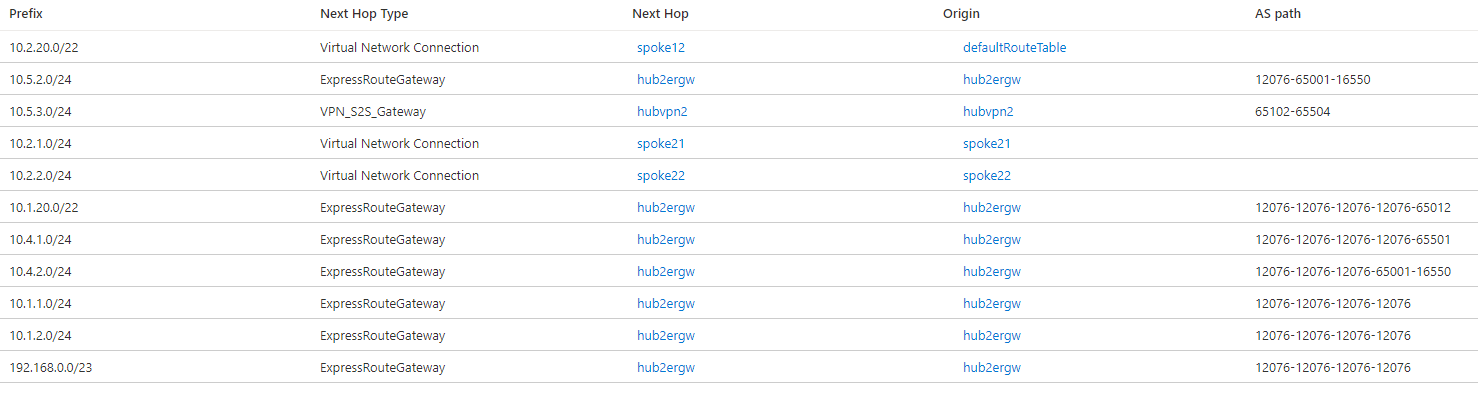 Prefix Next Hop Type Next Hop Origin AS path
10.2.20.0/22 Virtual Network Connection spoke12 defaultRouteTable
10.5.2.0/24 ExpressRouteGateway hub2ergw hub2ergw 12076-65001-16550
10.5.3.0/24 VPN_S2S_Gateway hubvpn2 hubvpn2 65102-65504
10.2.1.0/24 Virtual Network Connection spoke21 spoke21
10.2.2.0/24 Virtual Network Connection spoke22 spoke22
10.1.20.0/22 ExpressRouteGateway hub2ergw hub2ergw 12076-12076-12076-12076-65012
10.4.1.0/24 ExpressRouteGateway hub2ergw hub2ergw 12076-12076-12076-12076-65501
10.4.2.0/24 ExpressRouteGateway hub2ergw hub2ergw 12076-12076-12076-65001-16550
10.1.1.0/24 ExpressRouteGateway hub2ergw hub2ergw 12076-12076-12076-12076
10.1.2.0/24 ExpressRouteGateway hub2ergw hub2ergw 12076-12076-12076-12076
192.168.0.0/23 ExpressRouteGateway hub2ergw hub2ergw 12076-12076-12076-12076